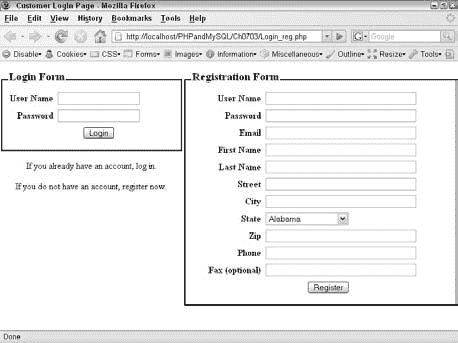 Customer Login Page - Mozilla Firefox
File Edit View History Bookmarks Tools Help
http://localhost/PHPandMySQL/Ch0703/Login_reg.php
Google
Disable Cookies CSS Forms Images Information Miscellaneous Outline Resize Tools
Login Form
User Name
Password
Login
If you already have an account, log in.
If you do not have an account, register now.
Registration Form
User Name
Password
Email
First Name
Last Name
Street
City
State Alabama
Zip
Phone
Fax (optional)
Register
Done